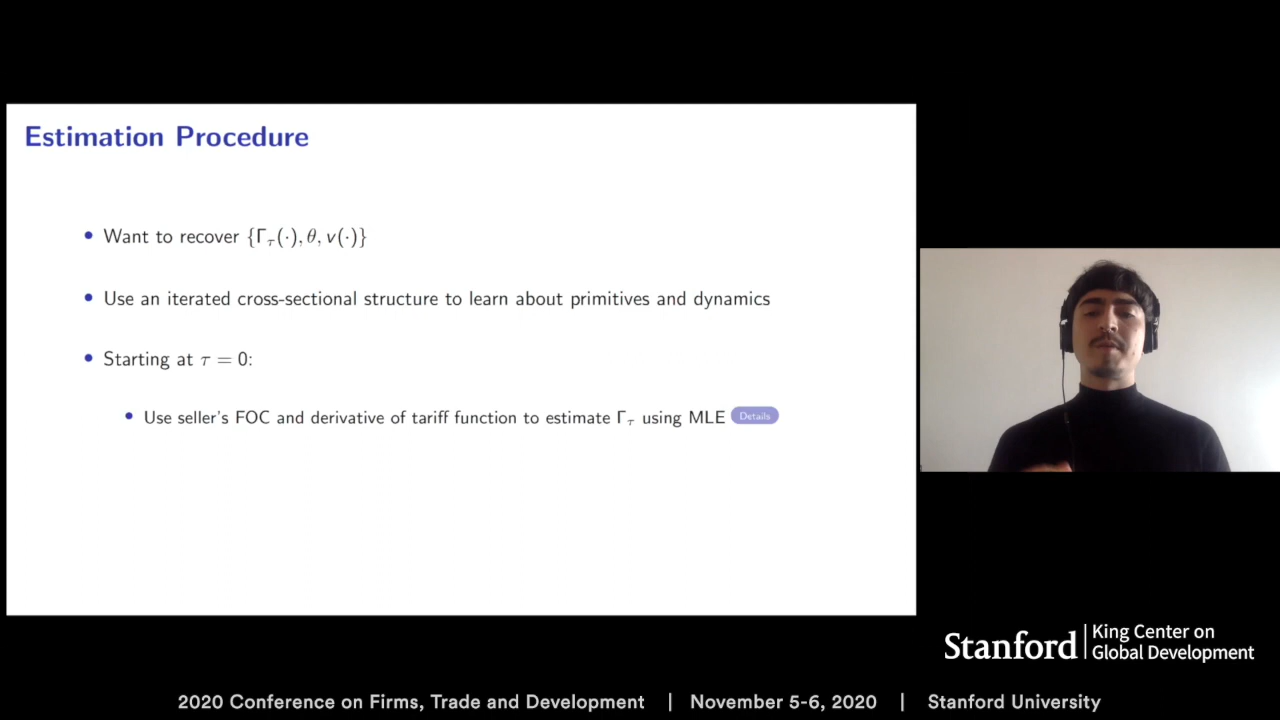 Estimation Procedure
• Want to recover {Γτ(·), θ, v(·)}
• Use an iterated cross-sectional structure to learn about primitives and dynamics
• Starting at τ = 0:
• Use seller's FOC and derivative of tariff function to estimate Γτ using MLE Details
Stanford | King Center on
Global Development
2020 Conference on Firms, Trade and Development | November 5-6, 2020 | Stanford University